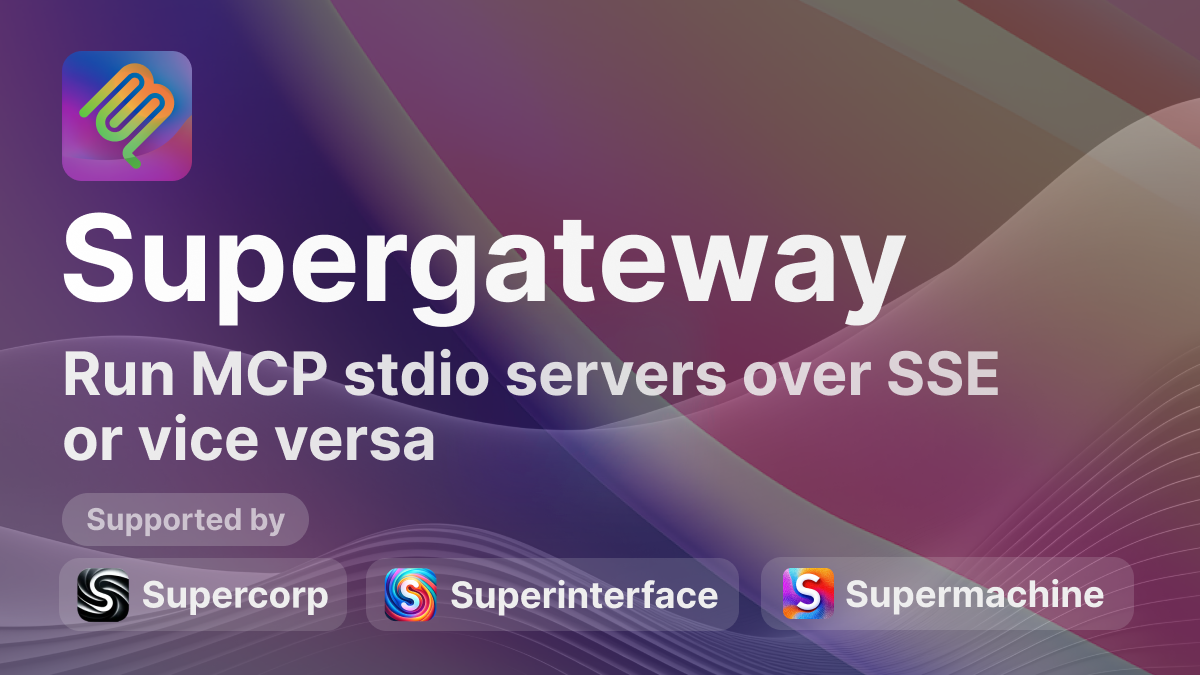 Supergateway
Run MCP stdio servers over SSE
or vice versa
Supported by
Supercorp
Superinterface
Supermachine